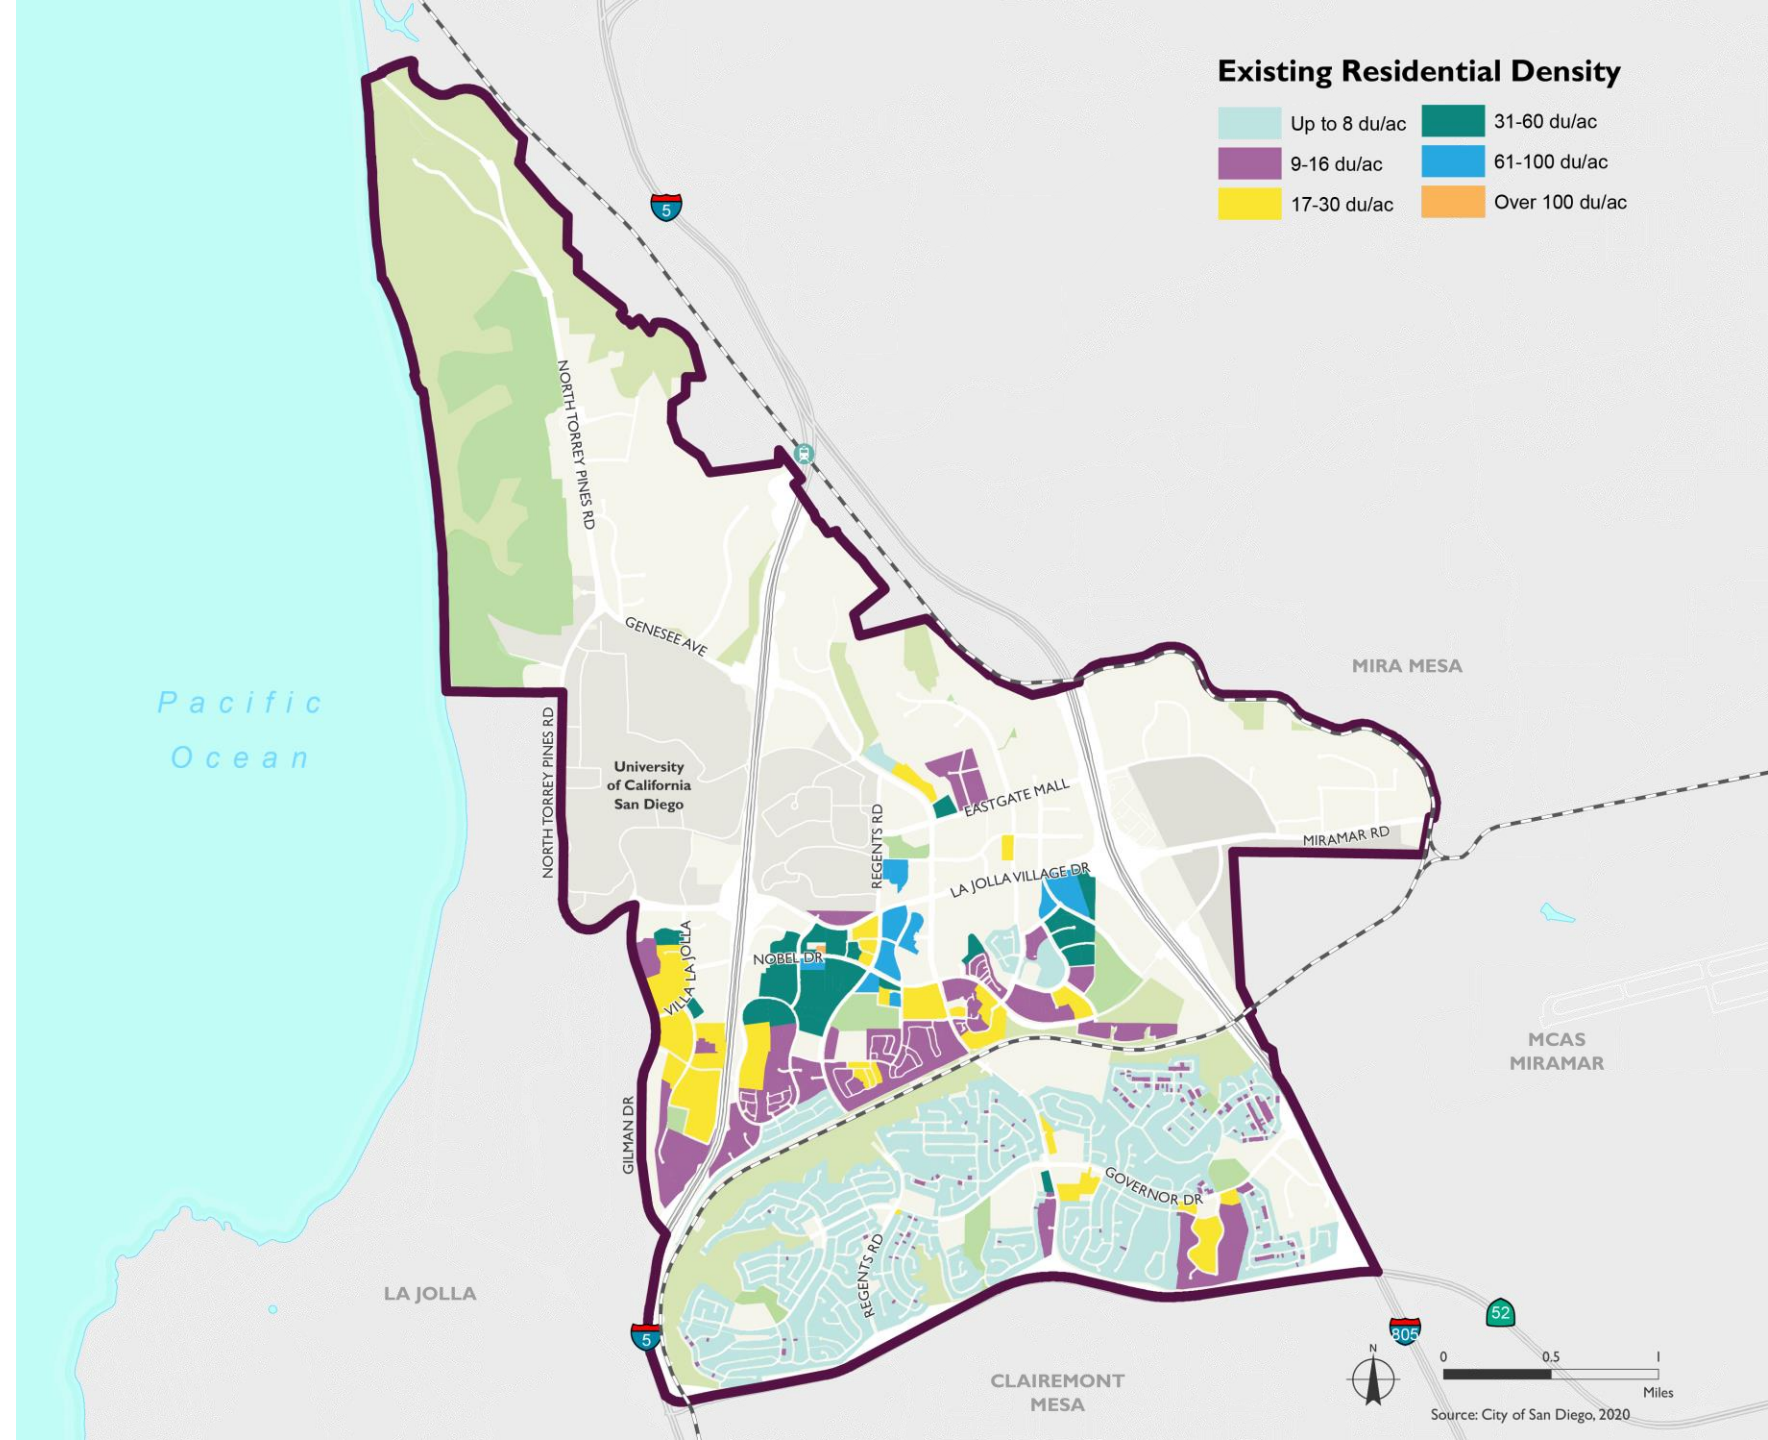 Existing Residential Density
Up to 8 du/ac
9-16 du/ac
17-30 du/ac
31-60 du/ac
61-100 du/ac
Over 100 du/ac
5
NORTH TORREY PINES RD
GENESEE AVE
MIRA MESA
Pacific
Ocean
NORTH TORREY PINES RD
University
of California
San Diego
EASTGATE MALL
REGENTS RD
MIRAMAR RD
LA JOLLA VILLAGE DR
VILLA LA JOLLA
NOBEL DR
MCAS
MIRAMAR
GILMAN DR
GOVERNOR DR
REGENTS RD
LA JOLLA
5
52
805
CLAIREMONT
MESA
N
0
0.5
1
Miles
Source: City of San Diego, 2020